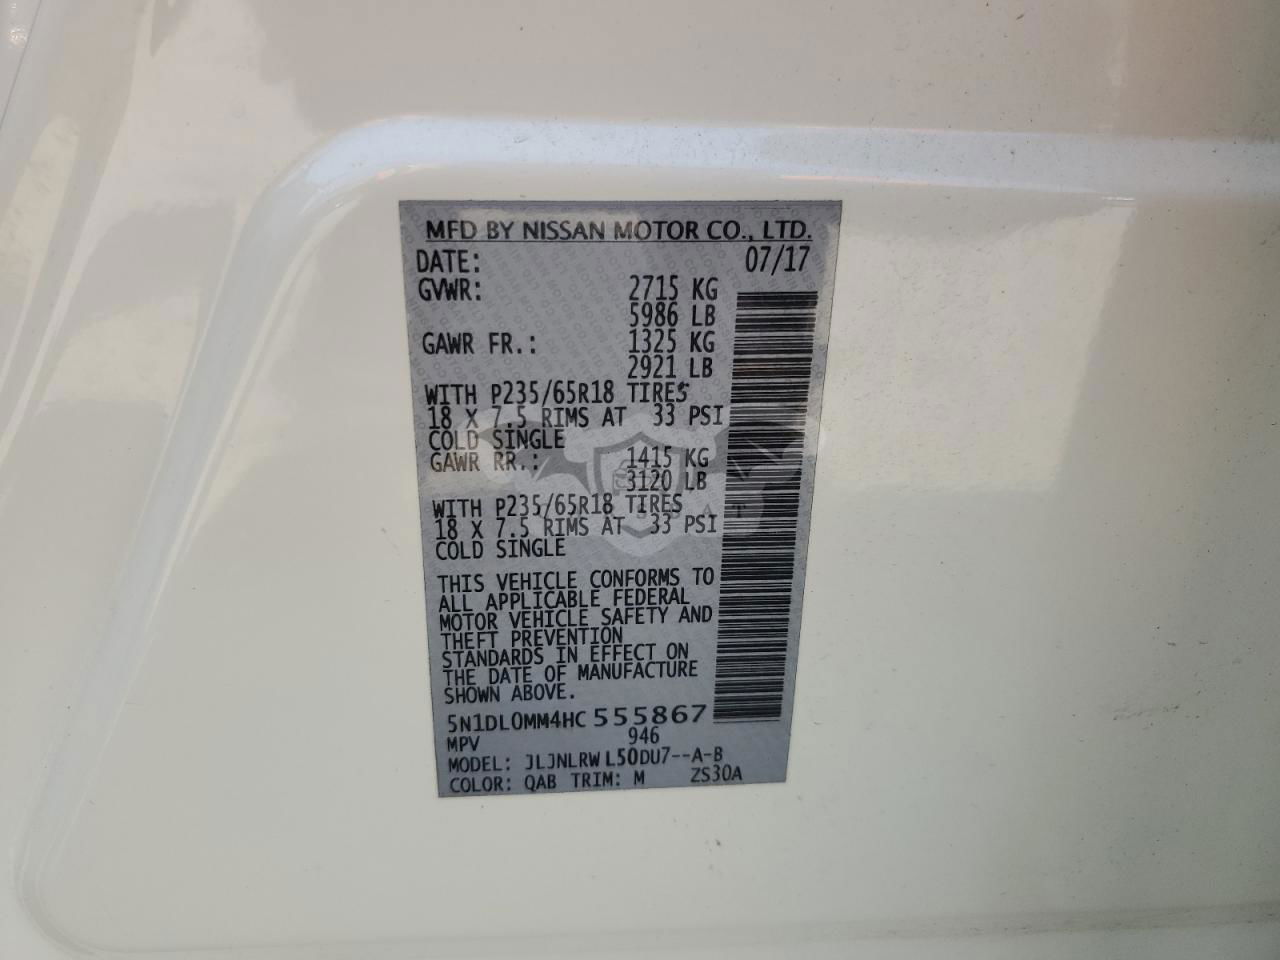 MFD BY NISSAN MOTOR CO., LTD.
DATE: 07/17
GVWR: 2715 KG
5986 LB
GAWR FR.: 1325 KG
2921 LB
WITH P235/65R18 TIRES
18 X 7.5 RIMS AT 33 PSI
COLD SINGLE
GAWR RR.: 1415 KG
3120 LB
WITH P235/65R18 TIRES
18 X 7.5 RIMS AT 33 PSI
COLD SINGLE
THIS VEHICLE CONFORMS TO
ALL APPLICABLE FEDERAL
MOTOR VEHICLE SAFETY AND
THEFT PREVENTION
STANDARDS IN EFFECT ON
THE DATE OF MANUFACTURE
SHOWN ABOVE.
5N1DL0MM4HC555867
MPV 946
MODEL: JLJNLRWL50DU7--A-B
COLOR: QAB TRIM: M ZS30A